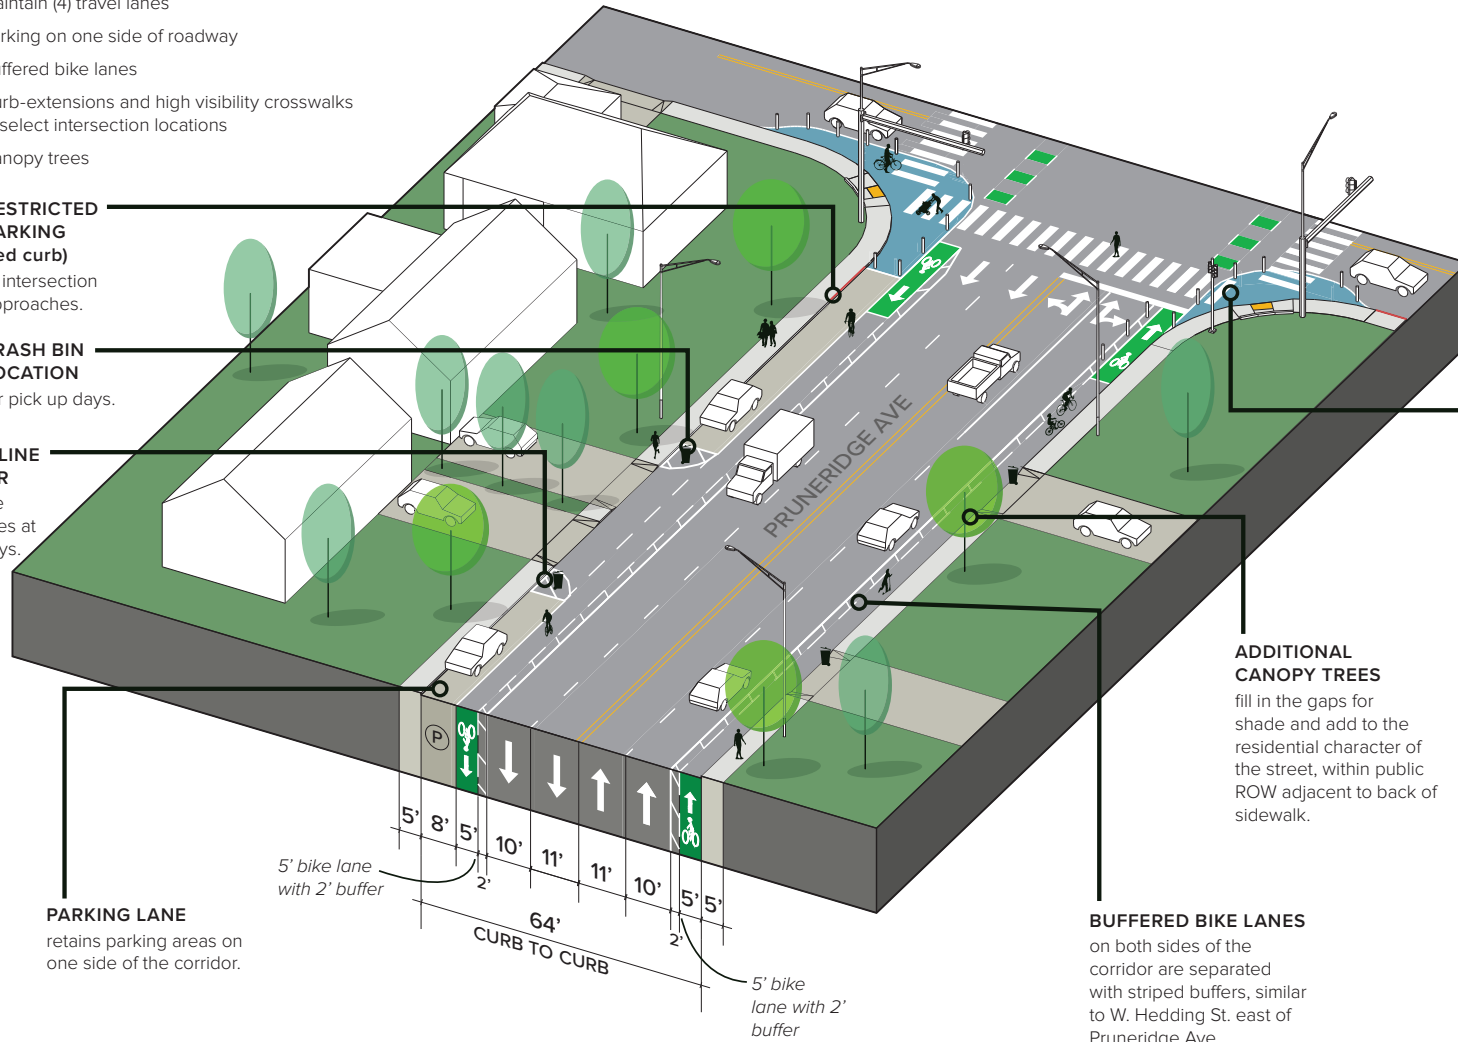 aintain (4) travel lanes
rking on one side of roadway
ffered bike lanes
urb-extensions and high visibility crosswalks
select intersection locations
anopy trees
ESTRICTED
ARKING
ed curb)
intersection
pproaches.
RASH BIN
OCATION
r pick up days.
LINE
R
e
es at
ys.
PRUNERIDGE AVE
P
5' 8' 5' 2' 10' 11' 11' 10' 2' 5' 5'
5' bike lane
with 2' buffer
64'
CURB TO CURB
5' bike
lane with 2'
buffer
PARKING LANE
retains parking areas on
one side of the corridor.
ADDITIONAL
CANOPY TREES
fill in the gaps for
shade and add to the
residential character of
the street, within public
ROW adjacent to back of
sidewalk.
BUFFERED BIKE LANES
on both sides of the
corridor are separated
with striped buffers, similar
to W. Hedding St. east of
Pruneridge Ave